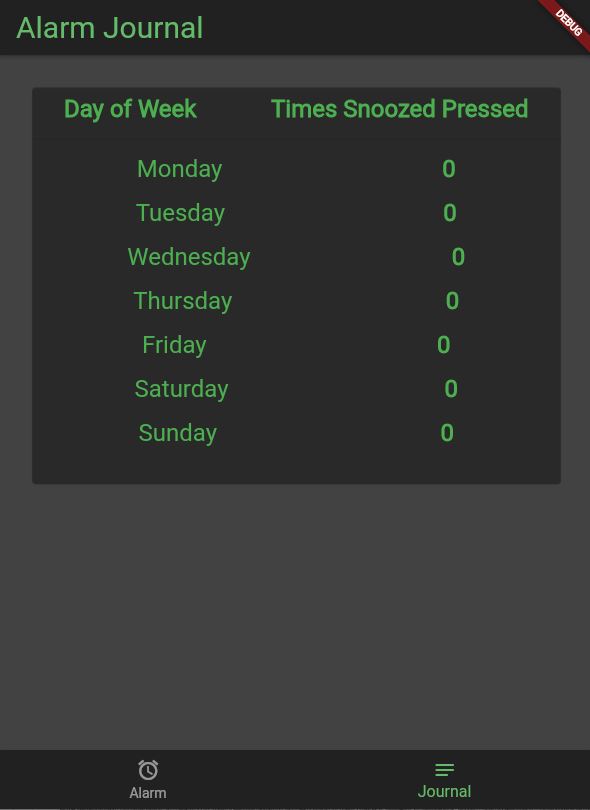 Alarm Journal
DEBUG
Day of Week Times Snoozed Pressed
Monday 0
Tuesday 0
Wednesday 0
Thursday 0
Friday 0
Saturday 0
Sunday 0
Alarm Journal